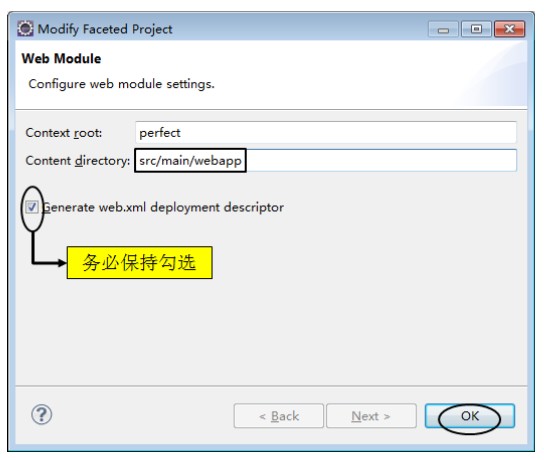 Modify Faceted Project
Web Module
Configure web module settings.
Context root: perfect
Content directory: src/main/webapp
Generate web.xml deployment descriptor
务必保持勾选
?
< Back Next > OK